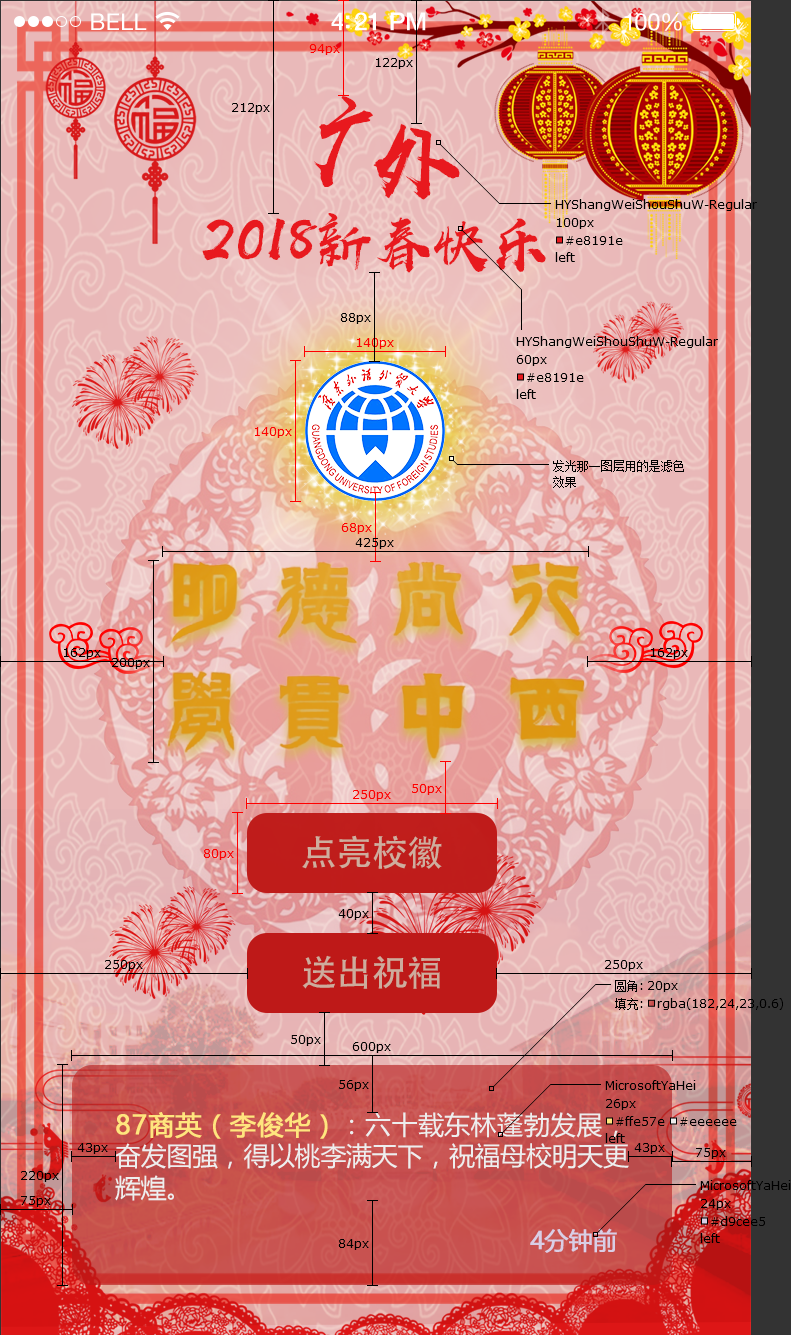 BELL 4:21 PM 100%
94px
122px
212px
福
福
广外
HYShangWeiShouShuW-Regular
100px
#e8191e
left
2018新春快乐
88px
HYShangWeiShouShuW-Regular
60px
#e8191e
left
140px
140px
广东外语外贸大学
GUANGDONG UNIVERSITY OF FOREIGN STUDIES
发光那一图层用的是滤色
效果
68px
425px
明德尚行
162px
200px
162px
學貫中西
250px
50px
80px
点亮校徽
40px
送出祝福
250px
250px
圆角: 20px
填充: rgba(182,24,23,0.6)
50px
600px
56px
MicrosoftYaHei
26px
#ffe57e #eeeeee
left
87商英（李俊华）：六十载东林蓬勃发展
奋发图强，得以桃李满天下，祝福母校明天更
辉煌。
43px
43px
75px
220px
75px
MicrosoftYaHei
24px
#d9cee5
left
84px
4分钟前